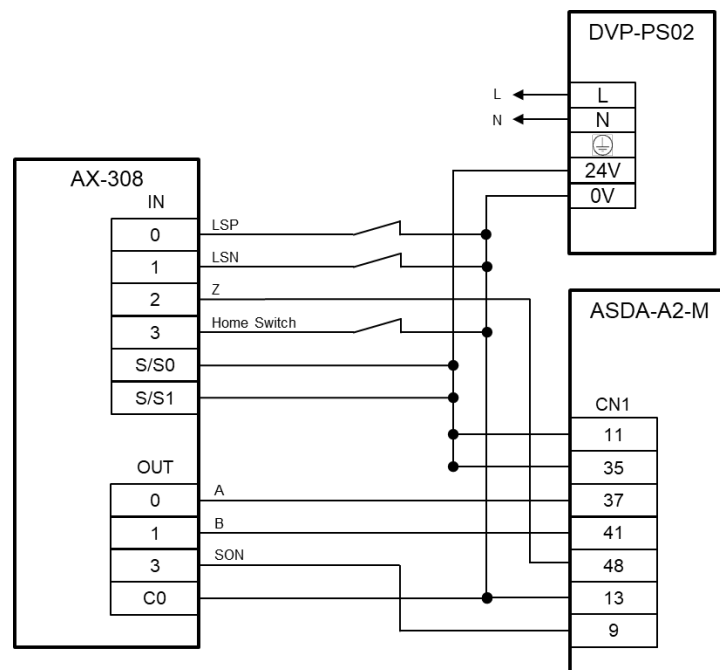 DVP-PS02
L L
N N
24V
0V
AX-308
IN
0 LSP
1 LSN
2 Z
3 Home Switch
S/S0
S/S1
OUT
0 A
1 B
3 SON
C0
ASDA-A2-M
CN1
11
35
37
41
48
13
9